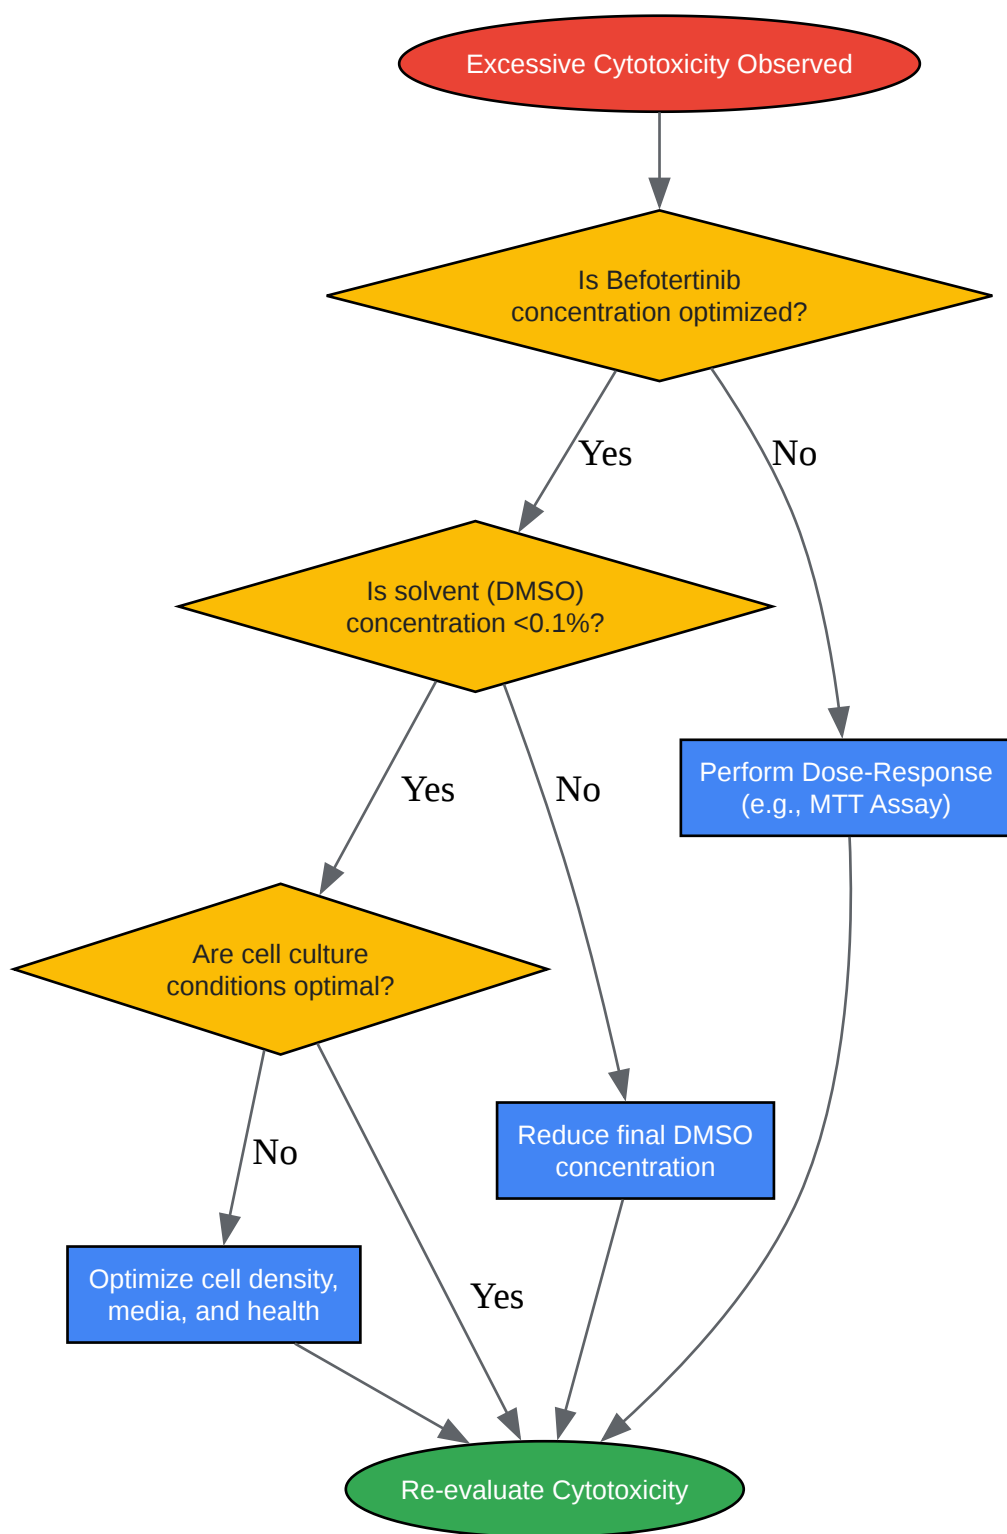 Excessive Cytotoxicity Observed
Is Befotertinib
concentration optimized?
Yes
No
Is solvent (DMSO)
concentration <0.1%?
Yes
No
Perform Dose-Response
(e.g., MTT Assay)
Are cell culture
conditions optimal?
No
Yes
Reduce final DMSO
concentration
Optimize cell density,
media, and health
Re-evaluate Cytotoxicity